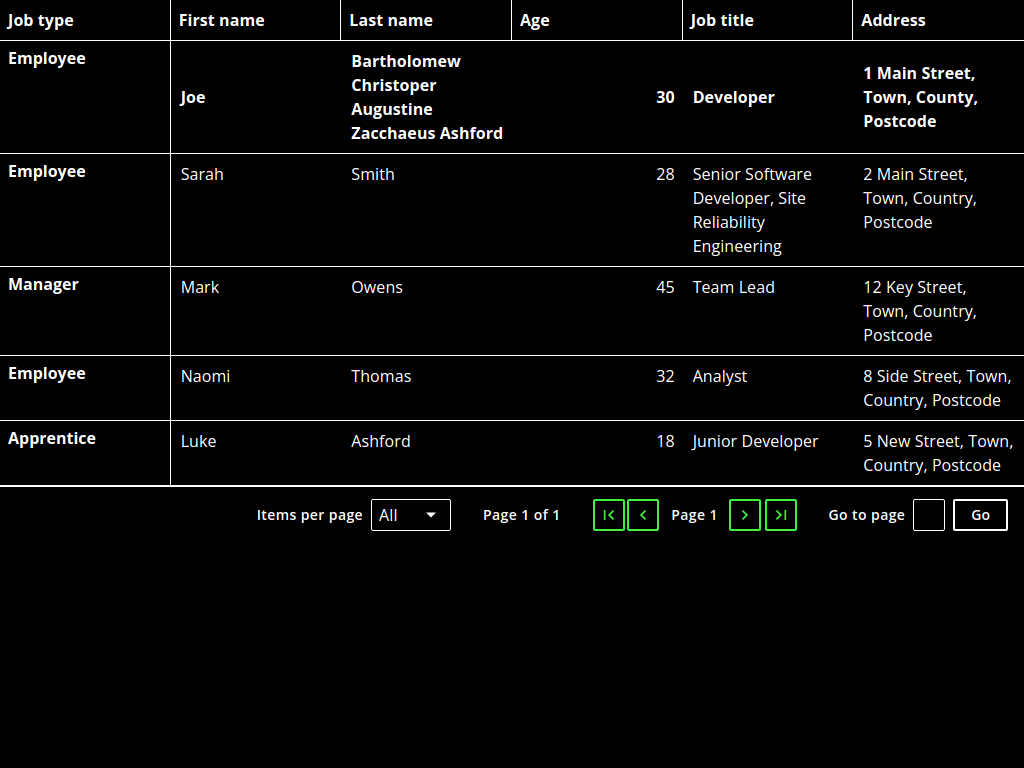 Job type First name Last name Age Job title Address
Employee Joe Bartholomew Christoper Augustine Zacchaeus Ashford 30 Developer 1 Main Street, Town, County, Postcode
Employee Sarah Smith 28 Senior Software Developer, Site Reliability Engineering 2 Main Street, Town, Country, Postcode
Manager Mark Owens 45 Team Lead 12 Key Street, Town, Country, Postcode
Employee Naomi Thomas 32 Analyst 8 Side Street, Town, Country, Postcode
Apprentice Luke Ashford 18 Junior Developer 5 New Street, Town, Country, Postcode
Items per page All Page 1 of 1 Page 1 Go to page Go